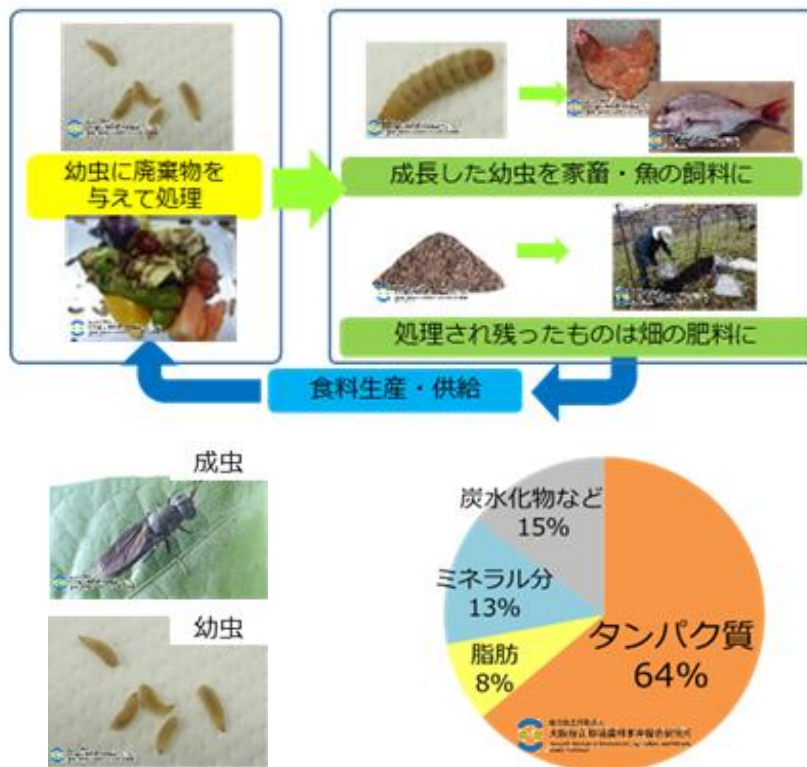 幼虫に廃棄物を
与えて処理
成長した幼虫を家畜・魚の飼料に
処理され残ったものは畑の肥料に
食料生産・供給
成虫
幼虫
炭水化物など
15%
ミネラル分
13%
脂肪
8%
タンパク質
64%